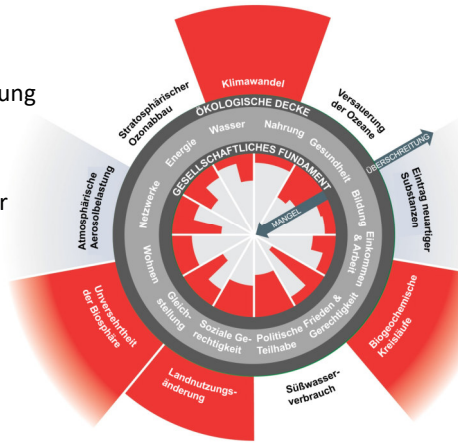 ung
r
Klimawandel
ÖKOLOGISCHE DECKE
Stratosphärischer
Ozonabbau
Versauerung
der Ozeane
ÜBERSCHREITUNG
Eintrag neuartiger
Substanzen
Biogeochemische
Kreisläufe
Süßwasser-
verbrauch
Landnutzungs-
änderung
Unversehrtheit
der Biosphäre
Atmosphärische
Aerosolbelastung
Wasser
Nahrung
Gesundheit
Bildung
Einkommen
& Arbeit
Frieden &
Gerechtigkeit
Politische
Teilhabe
Soziale Ge-
rechtigkeit
Gleich-
stellung
Wohnen
Netzwerke
Energie
GESELLSCHAFTLICHES FUNDAMENT
MANGEL